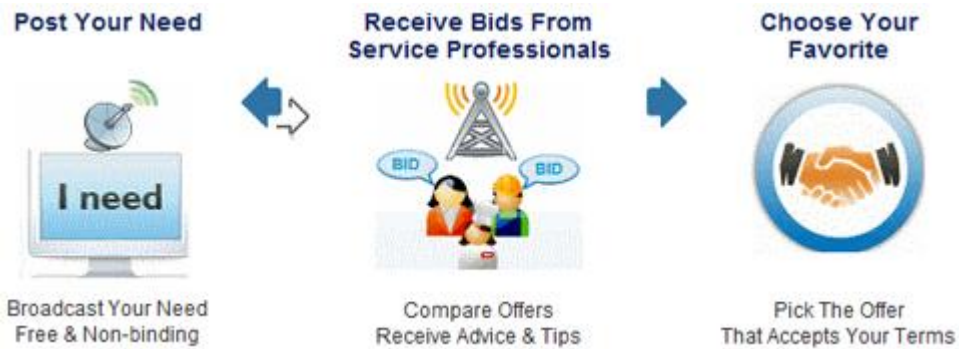 Post Your Need
I need
Broadcast Your Need
Free & Non-binding
Receive Bids From
Service Professionals
BID
BID
Compare Offers
Receive Advice & Tips
Choose Your
Favorite
Pick The Offer
That Accepts Your Terms